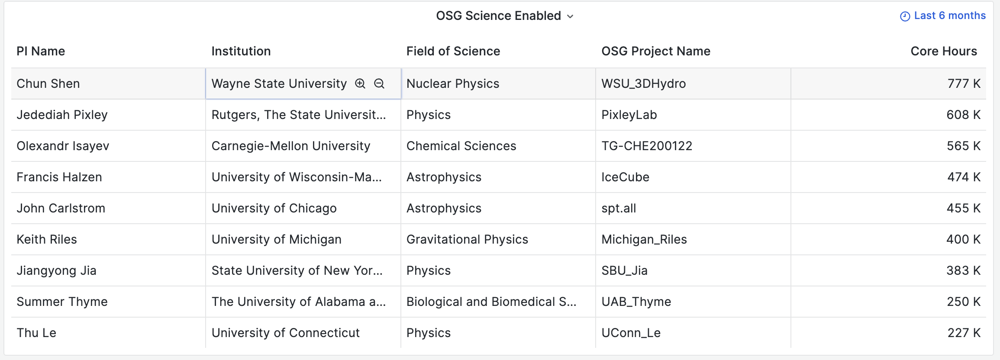 OSG Science Enabled
Last 6 months
PI Name Institution Field of Science OSG Project Name Core Hours
Chun Shen Wayne State University Nuclear Physics WSU_3DHydro 777 K
Jedediah Pixley Rutgers, The State Universit... Physics PixleyLab 608 K
Olexandr Isayev Carnegie-Mellon University Chemical Sciences TG-CHE200122 565 K
Francis Halzen University of Wisconsin-Ma... Astrophysics IceCube 474 K
John Carlstrom University of Chicago Astrophysics spt.all 455 K
Keith Riles University of Michigan Gravitational Physics Michigan_Riles 400 K
Jiangyong Jia State University of New Yor... Physics SBU_Jia 383 K
Summer Thyme The University of Alabama a... Biological and Biomedical S... UAB_Thyme 250 K
Thu Le University of Connecticut Physics UConn_Le 227 K